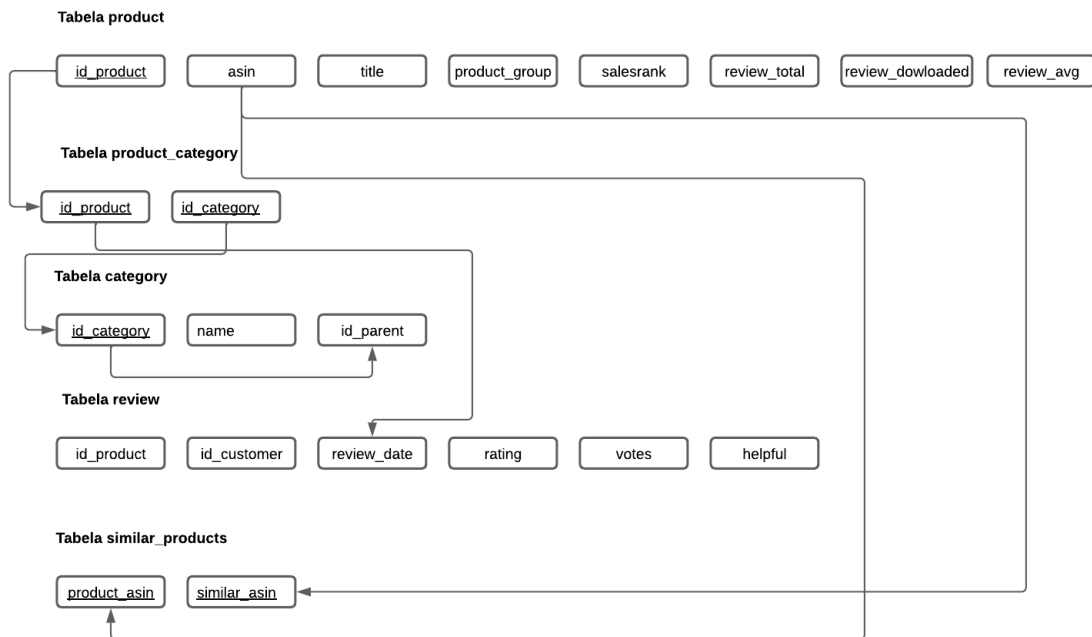 Tabela product
id_product asin title product_group salesrank review_total review_dowloaded review_avg
Tabela product_category
id_product id_category
Tabela category
id_category name id_parent
Tabela review
id_product id_customer review_date rating votes helpful
Tabela similar_products
product_asin similar_asin